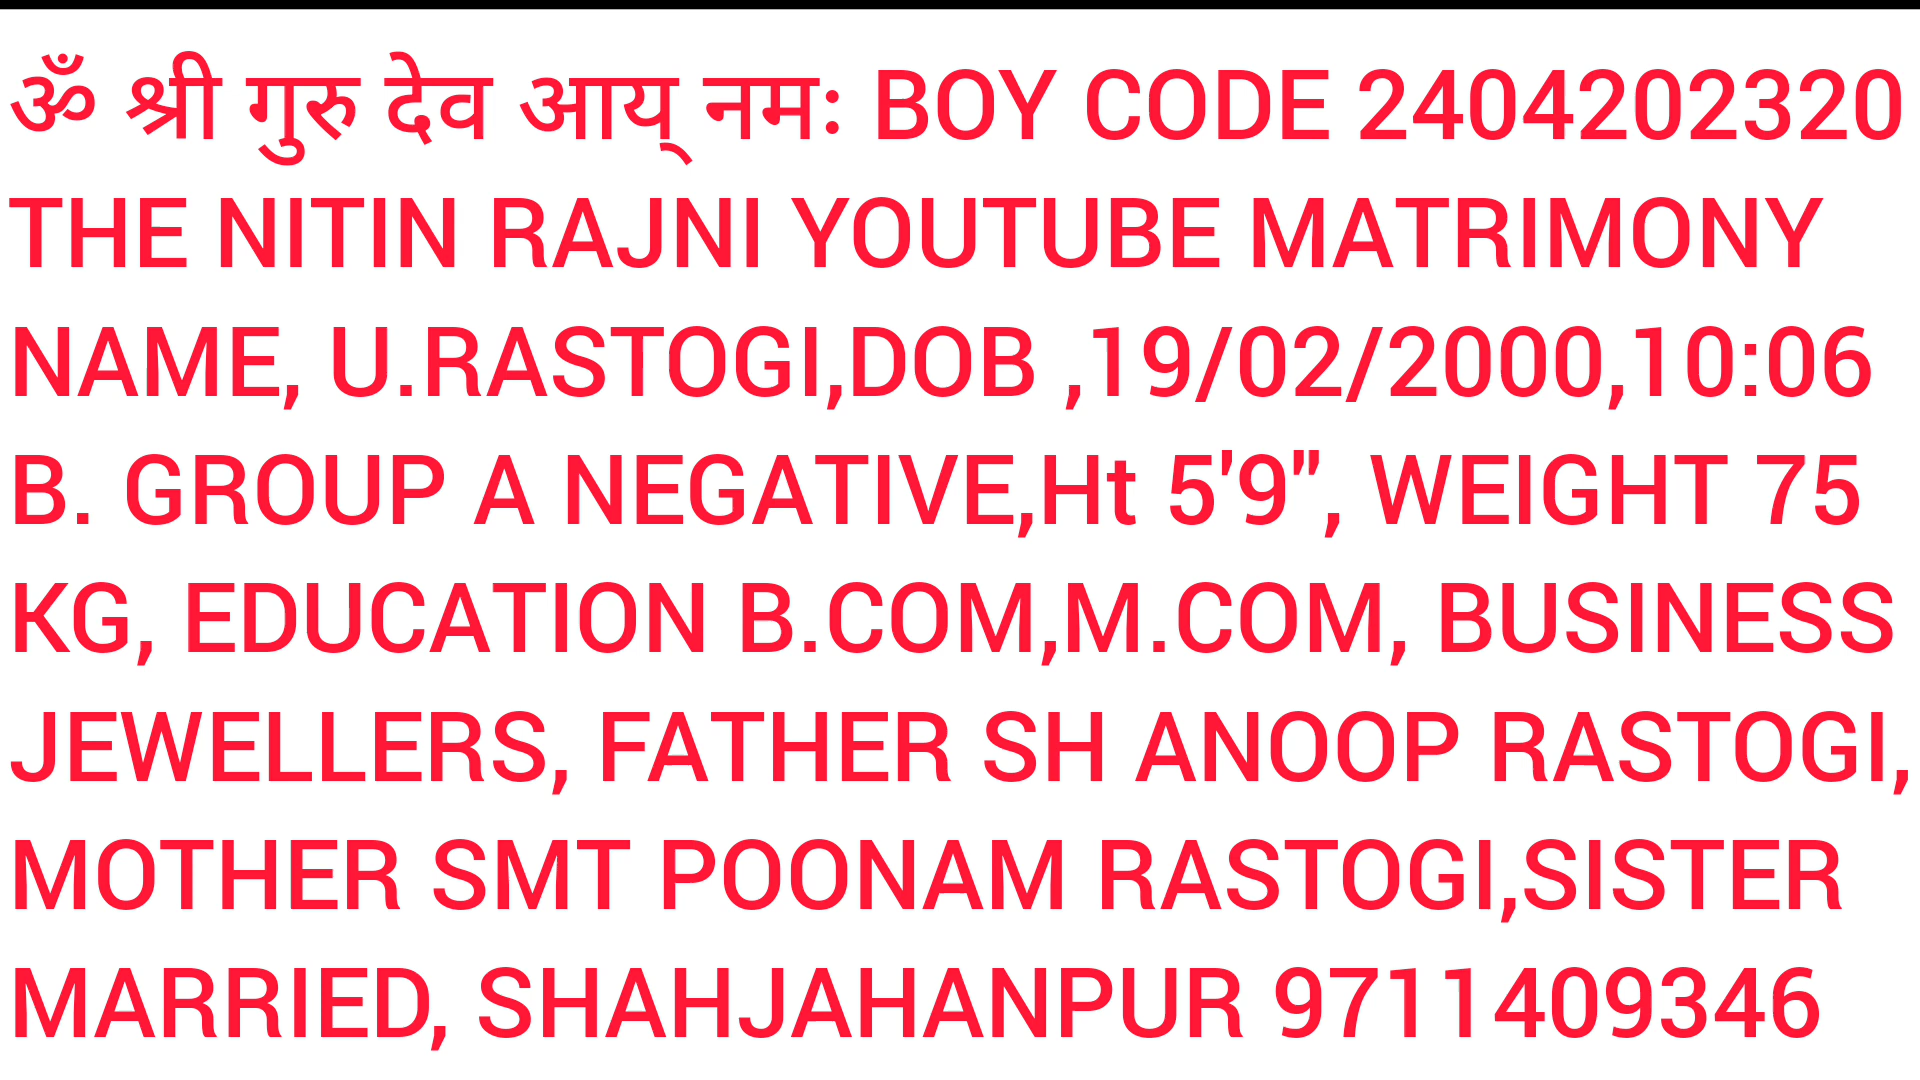 ॐ श्री गुरु देव आय् नमः BOY CODE 2404202320
THE NITIN RAJNI YOUTUBE MATRIMONY
NAME, U.RASTOGI,DOB ,19/02/2000,10:06
B. GROUP A NEGATIVE,Ht 5'9", WEIGHT 75
KG, EDUCATION B.COM,M.COM, BUSINESS
JEWELLERS, FATHER SH ANOOP RASTOGI,
MOTHER SMT POONAM RASTOGI,SISTER
MARRIED, SHAHJAHANPUR 9711409346